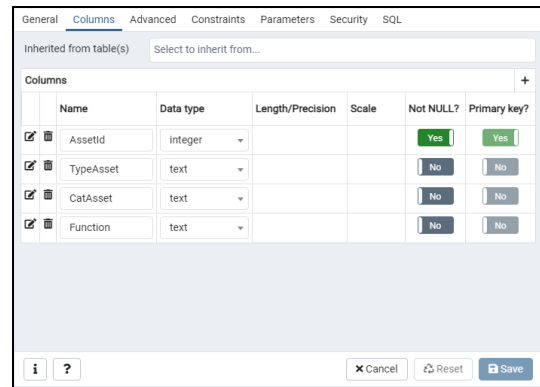 General Columns Advanced Constraints Parameters Security SQL
Inherited from table(s) Select to inherit from...
Columns +
Name Data type Length/Precision Scale Not NULL? Primary key?
AssetId integer Yes Yes
TypeAsset text No No
CatAsset text No No
Function text No No
i ? Cancel Reset Save